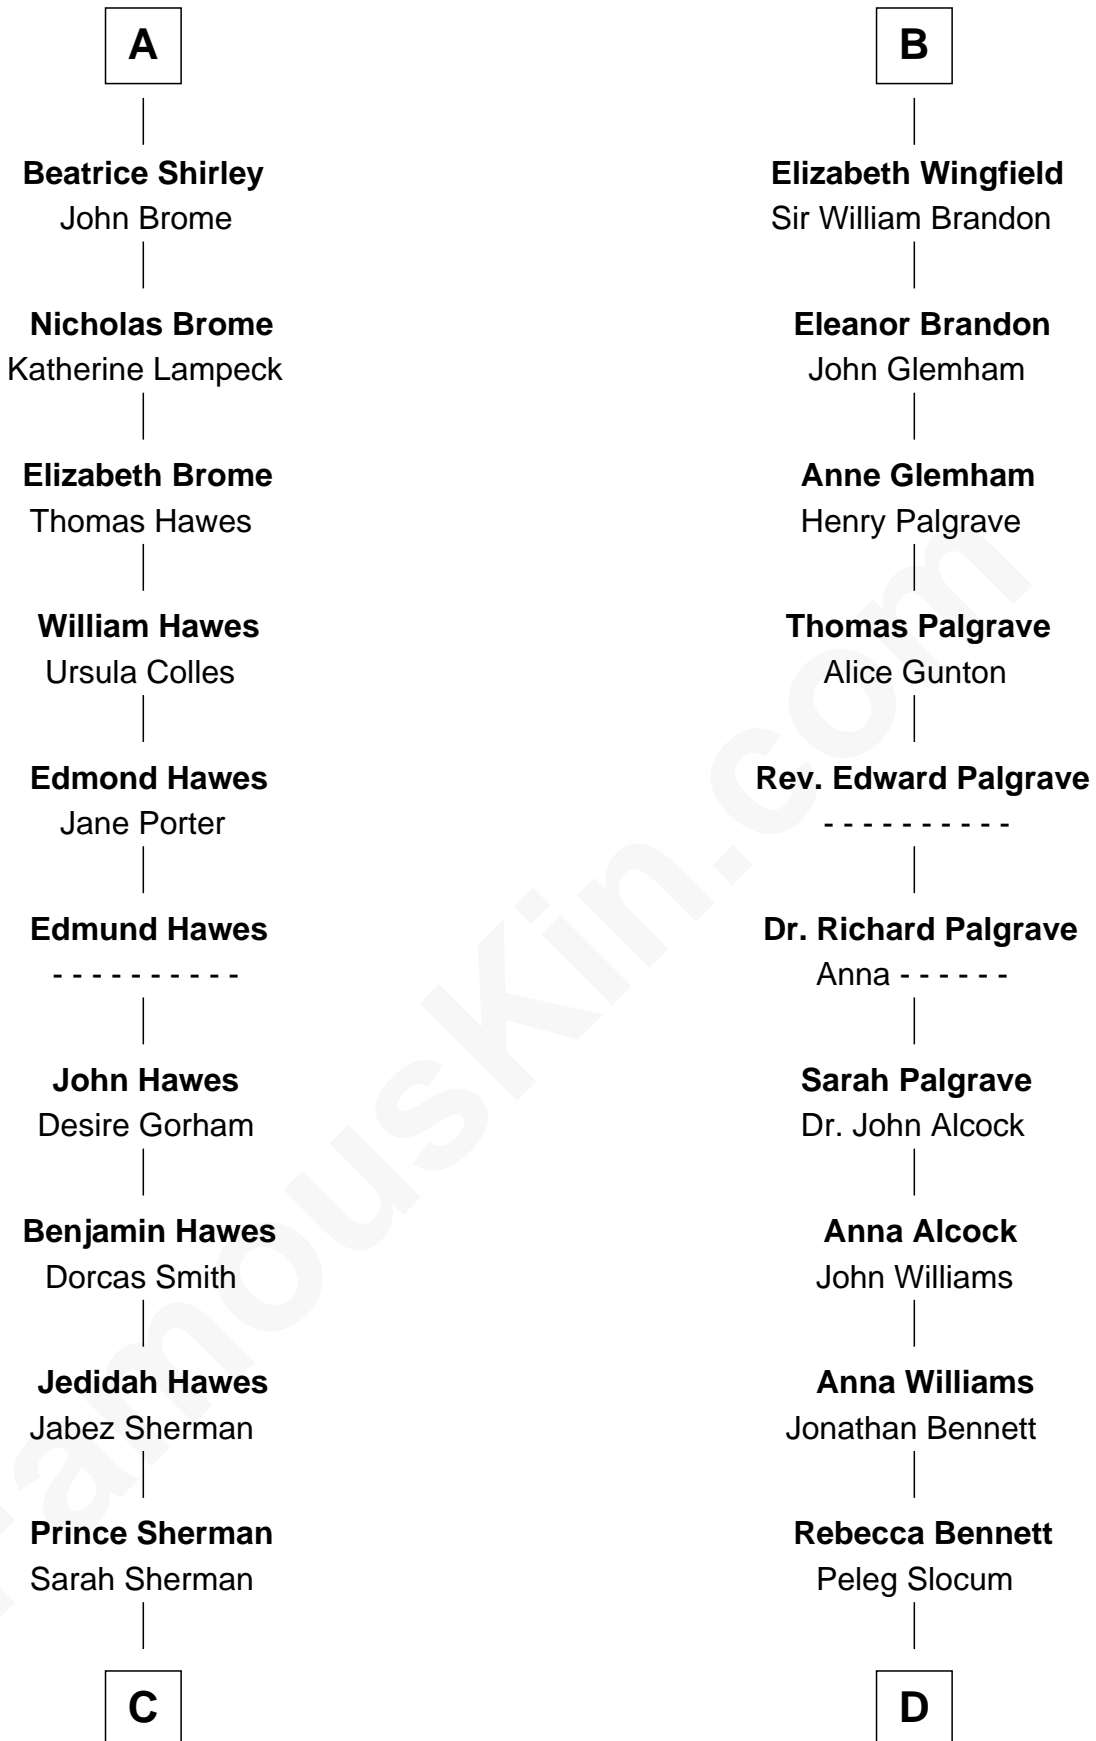 A
Beatrice Shirley
John Brome
Nicholas Brome
Katherine Lampeck
Elizabeth Brome
Thomas Hawes
William Hawes
Ursula Colles
Edmond Hawes
Jane Porter
Edmund Hawes
- - - - - - - - - -
John Hawes
Desire Gorham
Benjamin Hawes
Dorcas Smith
Jedidah Hawes
Jabez Sherman
Prince Sherman
Sarah Sherman
C
B
Elizabeth Wingfield
Sir William Brandon
Eleanor Brandon
John Glemham
Anne Glemham
Henry Palgrave
Thomas Palgrave
Alice Gunton
Rev. Edward Palgrave
- - - - - - - - - -
Dr. Richard Palgrave
Anna - - - - - -
Sarah Palgrave
Dr. John Alcock
Anna Alcock
John Williams
Anna Williams
Jonathan Bennett
Rebecca Bennett
Peleg Slocum
D
FamousKin.com